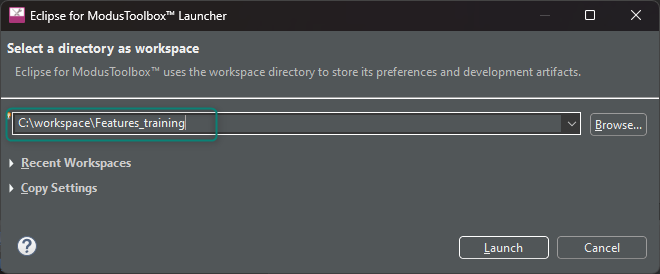 Eclipse for ModusToolbox™ Launcher
Select a directory as workspace
Eclipse for ModusToolbox™ uses the workspace directory to store its preferences and development artifacts.
C:\workspace\Features_training
Browse...
Recent Workspaces
Copy Settings
?
Launch
Cancel